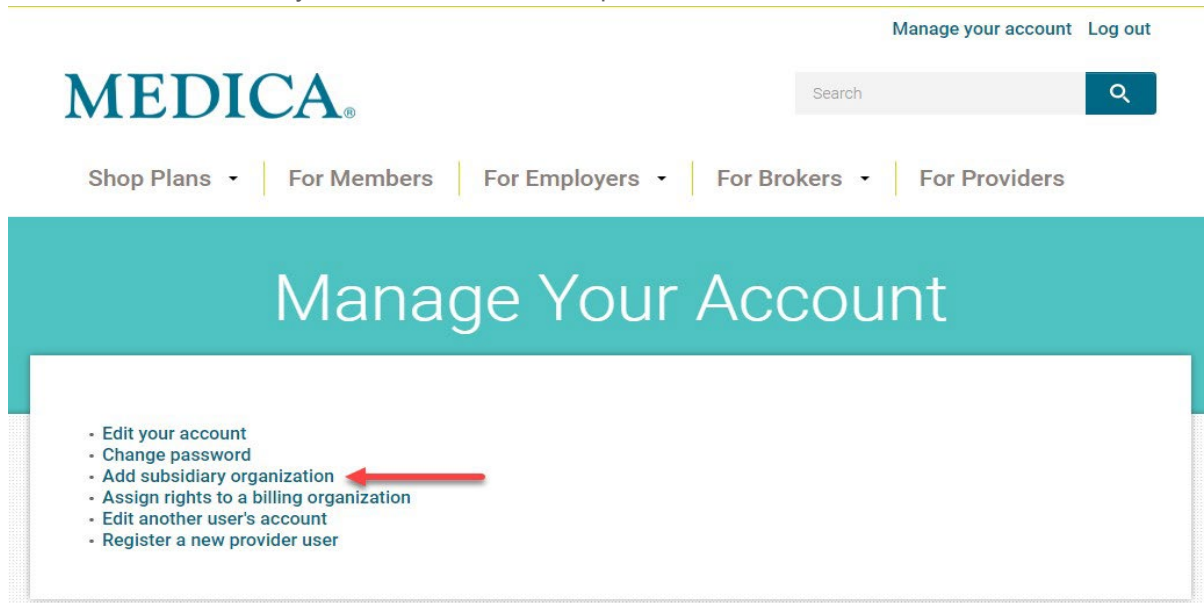 Manage your account Log out
MEDICA®
Search
Shop Plans For Members For Employers For Brokers For Providers
Manage Your Account
- Edit your account
- Change password
- Add subsidiary organization
- Assign rights to a billing organization
- Edit another user's account
- Register a new provider user